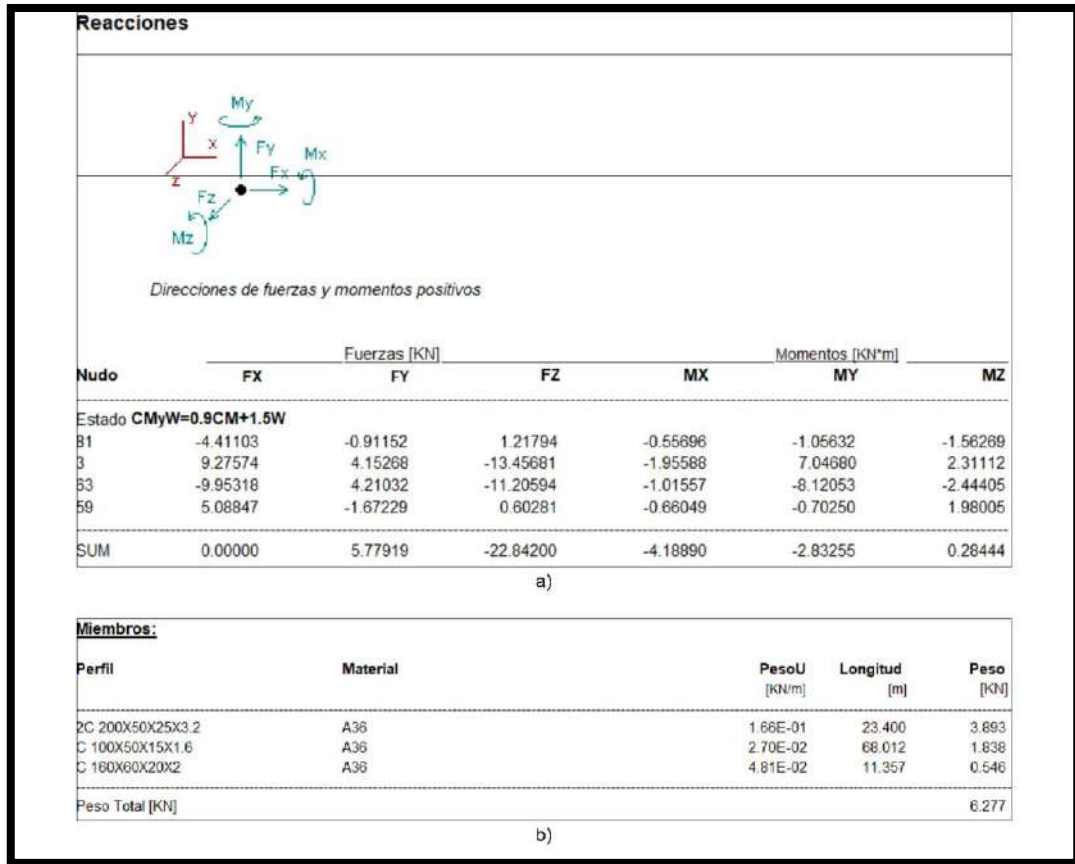 Reacciones
My
Y
X
Fy
Mx
Fx
Z
Fz
Mz
Direcciones de fuerzas y momentos positivos
Fuerzas [KN] Momentos [KN*m]
Nudo FX FY FZ MX MY MZ
Estado CMyW=0.9CM+1.5W
81 -4.41103 -0.91152 1.21794 -0.55696 -1.05632 -1.56269
3 9.27574 4.15268 -13.45681 -1.95588 7.04680 2.31112
63 -9.95318 4.21032 -11.20594 -1.01557 -8.12053 -2.44405
59 5.08847 -1.67229 0.60281 -0.66049 -0.70250 1.98005
SUM 0.00000 5.77919 -22.84200 -4.18890 -2.83255 0.28444
a)
Miembros:
Perfil Material PesoU Longitud Peso
[KN/m] [m] [KN]
2C 200X50X25X3.2 A36 1.66E-01 23.400 3.893
C 100X50X15X1.6 A36 2.70E-02 68.012 1.838
C 160X60X20X2 A36 4.81E-02 11.357 0.546
Peso Total [KN] 6.277
b)